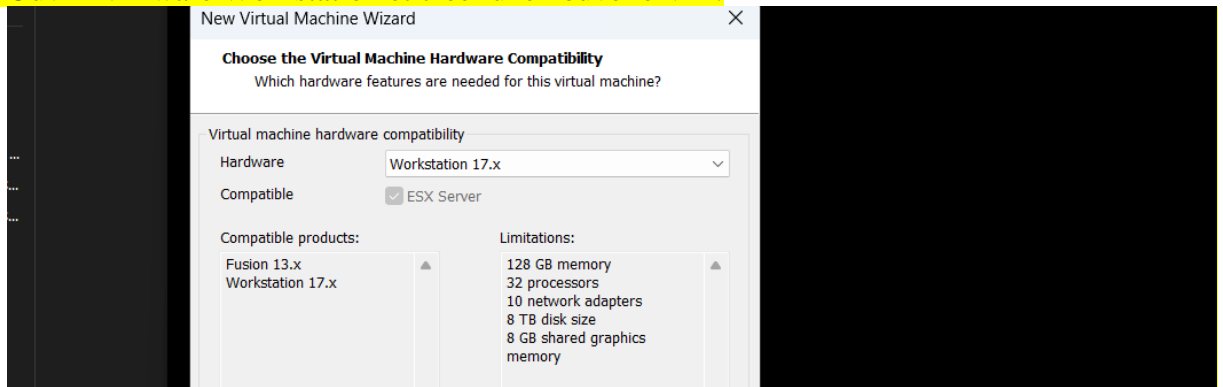 New Virtual Machine Wizard
Choose the Virtual Machine Hardware Compatibility
Which hardware features are needed for this virtual machine?
Virtual machine hardware compatibility
Hardware Workstation 17.x
Compatible ESX Server
Compatible products: Limitations:
Fusion 13.x 128 GB memory
Workstation 17.x 32 processors
10 network adapters
8 TB disk size
8 GB shared graphics
memory